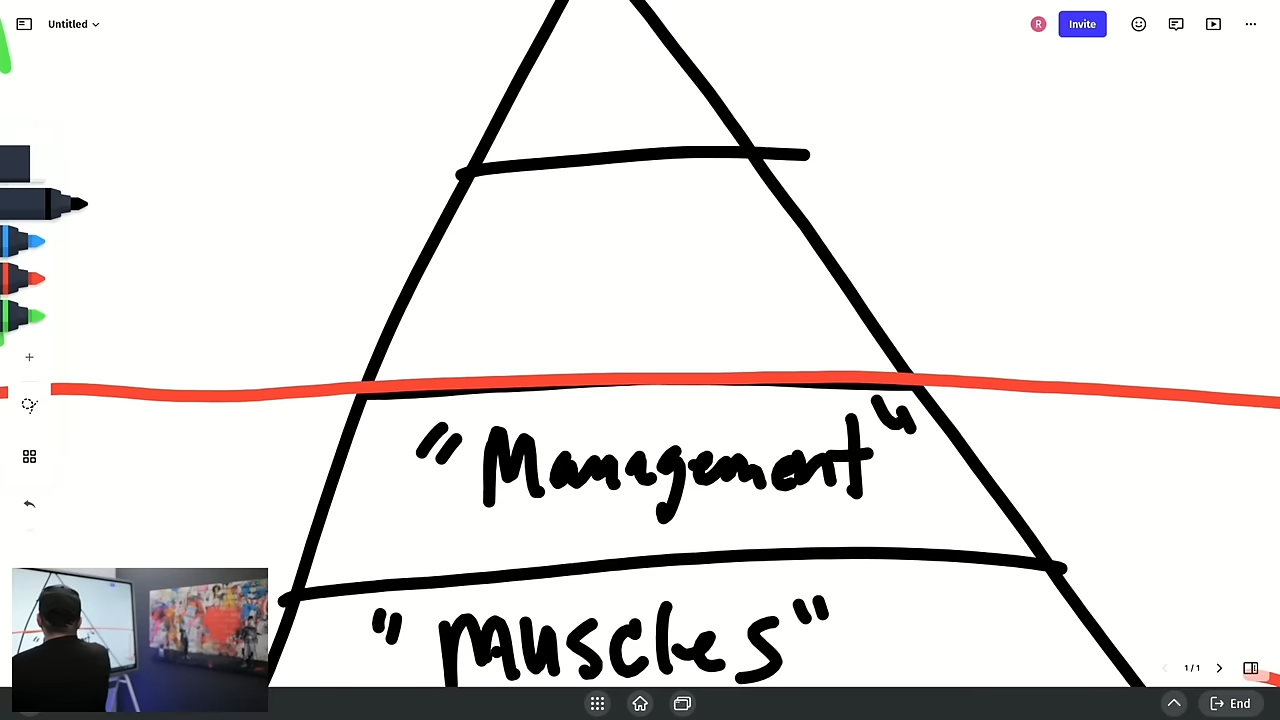 Untitled
R
Invite
"Management"
"Muscles"
1/1
End